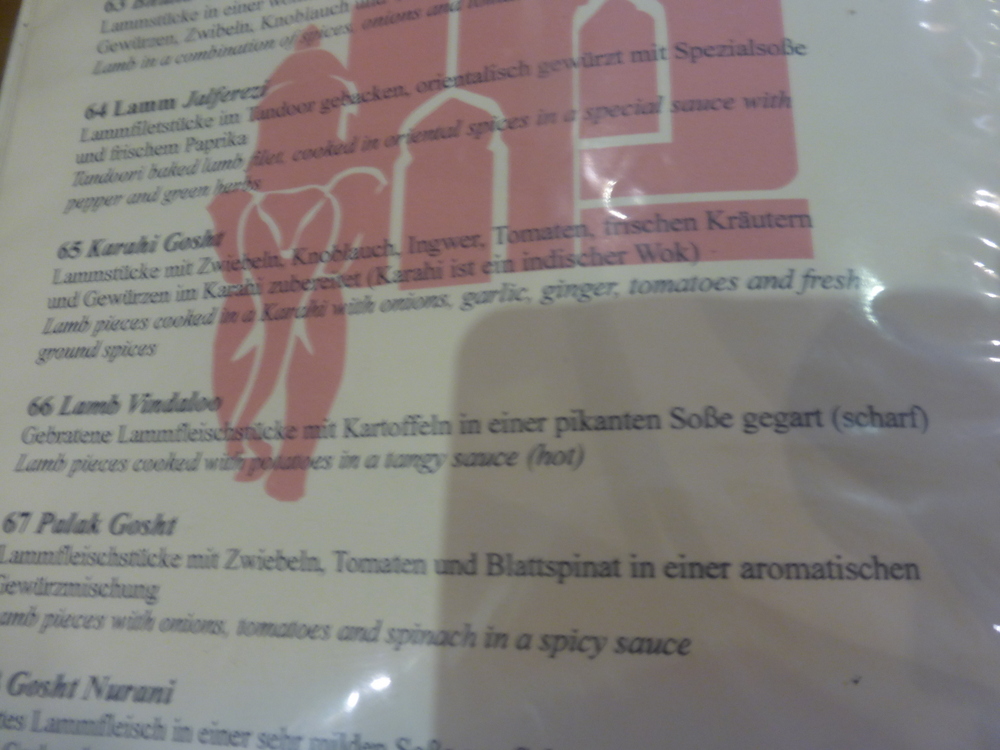 63
Lammstücke in einer
Gewürzen, Zwibeln, Knoblauch und
Lamb in a combination of spices, onions and
64 Lamm Jalferezi
Lammfiletstücke im Tandoor gebacken, orientalisch gewürzt mit Spezialsoße
und frischem Paprika
Tandoori baked lamb filet, cooked in oriental spices in a special sauce with
pepper and green herbs
65 Karahi Gosht
Lammstücke mit Zwiebeln, Knoblauch, Ingwer, Tomaten, frischen Kräutern
und Gewürzen im Karahi zubereitet (Karahi ist ein indischer Wok)
Lamb pieces cooked in a Karahi with onions, garlic, ginger, tomatoes and fresh
ground spices
66 Lamb Vindaloo
Gebratene Lammfleischstücke mit Kartoffeln in einer pikanten Soße gegart (scharf)
Lamb pieces cooked with potatoes in a tangy sauce (hot)
67 Palak Gosht
Lammfleischstücke mit Zwiebeln, Tomaten und Blattspinat in einer aromatischen
Gewürzmischung
amb pieces with onions, tomatoes and spinach in a spicy sauce
Gosht Nurani
Lammfleisch in einer sehr milden